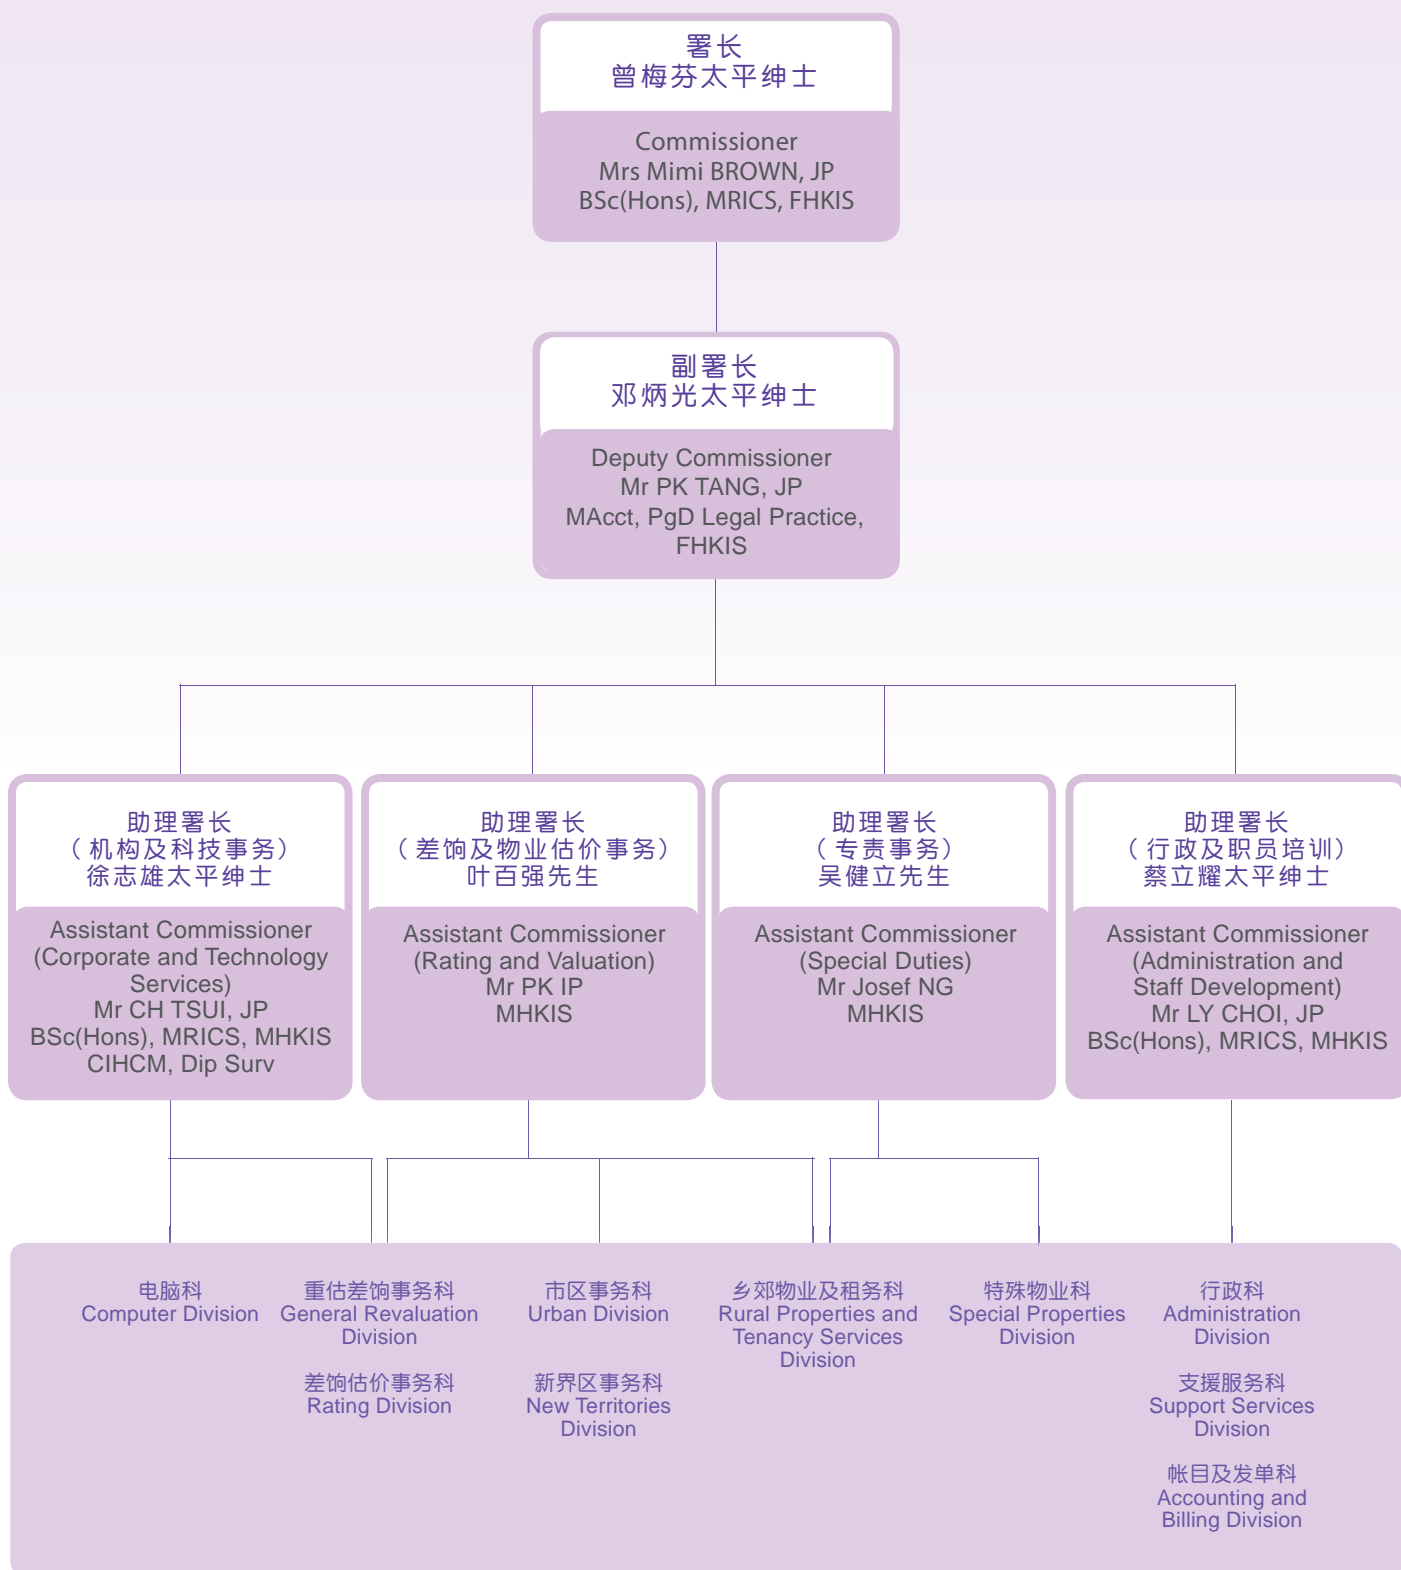 署长
曾梅芬太平绅士
Commissioner
Mrs Mimi BROWN, JP
BSc(Hons), MRICS, FHKIS
副署长
邓炳光太平绅士
Deputy Commissioner
Mr PK TANG, JP
MAcct, PgD Legal Practice,
FHKIS
助理署长
（机构及科技事务）
徐志雄太平绅士
Assistant Commissioner
(Corporate and Technology
Services)
Mr CH TSUI, JP
BSc(Hons), MRICS, MHKIS
CIHCM, Dip Surv
助理署长
（差饷及物业估价事务）
叶百强先生
Assistant Commissioner
(Rating and Valuation)
Mr PK IP
MHKIS
助理署长
（专责事务）
吴健立先生
Assistant Commissioner
(Special Duties)
Mr Josef NG
MHKIS
助理署长
（行政及职员培训）
蔡立耀太平绅士
Assistant Commissioner
(Administration and
Staff Development)
Mr LY CHOI, JP
BSc(Hons), MRICS, MHKIS
电脑科
Computer Division
重估差饷事务科
General Revaluation
Division
差饷估价事务科
Rating Division
市区事务科
Urban Division
新界区事务科
New Territories
Division
乡郊物业及租务科
Rural Properties and
Tenancy Services
Division
特殊物业科
Special Properties
Division
行政科
Administration
Division
支援服务科
Support Services
Division
帐目及发单科
Accounting and
Billing Division